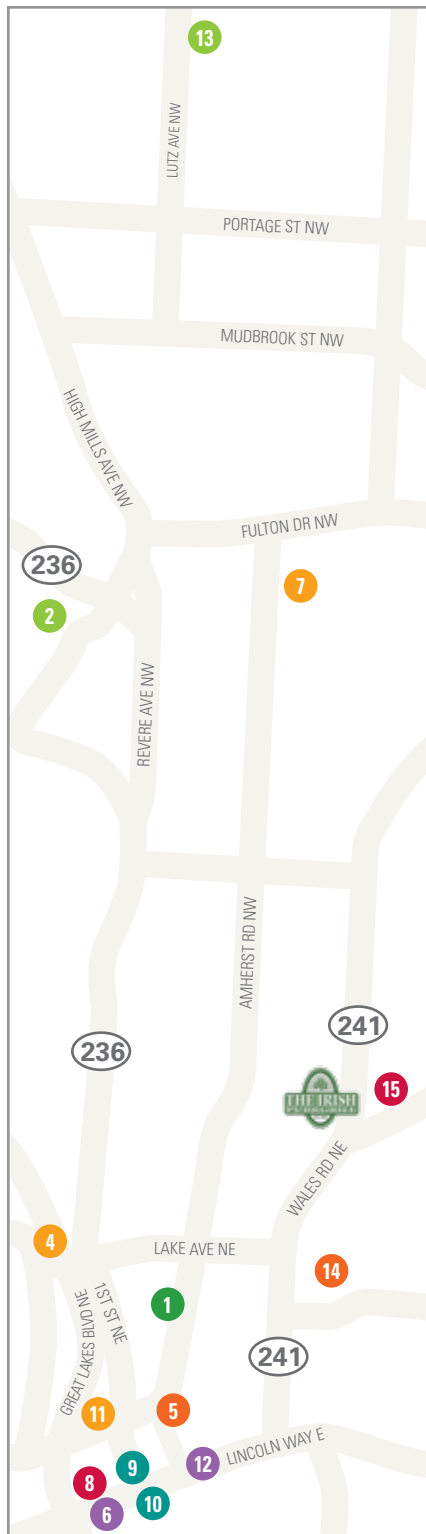 13
LUTZ AVE NW
PORTAGE ST NW
MUDBROOK ST NW
HIGH MILLS AVE NW
FULTON DR NW
236
7
2
REVERE AVE NW
AMHERST RD NW
241
236
15
THE IRISH
WALES RD NE
4
LAKE AVE NE
14
1
1ST ST NE
GREAT LAKES BLVD NE
241
11
5
12
LINCOLN WAY E
9
8
10
6